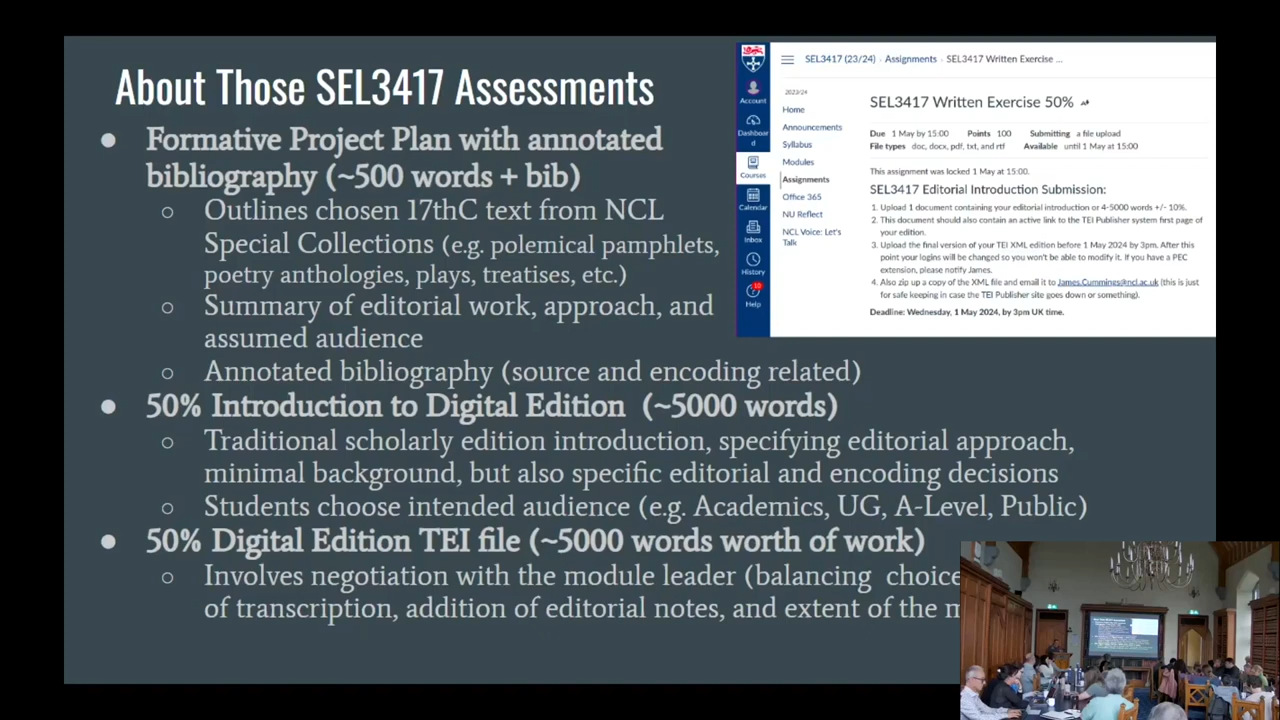 About Those SEL3417 Assessments
● Formative Project Plan with annotated
bibliography (~500 words + bib)
○ Outlines chosen 17thC text from NCL
Special Collections (e.g. polemical pamphlets,
poetry anthologies, plays, treatises, etc.)
○ Summary of editorial work, approach, and
assumed audience
○ Annotated bibliography (source and encoding related)
● 50% Introduction to Digital Edition (~5000 words)
○ Traditional scholarly edition introduction, specifying editorial approach,
minimal background, but also specific editorial and encoding decisions
○ Students choose intended audience (e.g. Academics, UG, A-Level, Public)
● 50% Digital Edition TEI file (~5000 words worth of work)
○ Involves negotiation with the module leader (balancing choice
of transcription, addition of editorial notes, and extent of the m
Account
Dashboar
d
Courses
Calendar
Inbox
History
10
Help
SEL3417 (23/24) › Assignments › SEL3417 Written Exercise ...
2023/24
Home
Announcements
Syllabus
Modules
Assignments
Office 365
NU Reflect
NCL Voice: Let's
Talk
SEL3417 Written Exercise 50%
Due 1 May by 15:00 Points 100 Submitting a file upload
File types doc, docx, pdf, txt, and rtf Available until 1 May at 15:00
This assignment was locked 1 May at 15:00.
SEL3417 Editorial Introduction Submission:
1. Upload 1 document containing your editorial introduction or 4-5000 words +/- 10%.
2. This document should also contain an active link to the TEI Publisher system first page of
your edition.
3. Upload the final version of your TEI XML edition before 1 May 2024 by 3pm. After this
point your logins will be changed so you won't be able to modify it. If you have a PEC
extension, please notify James.
4. Also zip up a copy of the XML file and email it to James.Cummings@ncl.ac.uk (this is just
for safe keeping in case the TEI Publisher site goes down or something).
Deadline: Wednesday, 1 May 2024, by 3pm UK time.